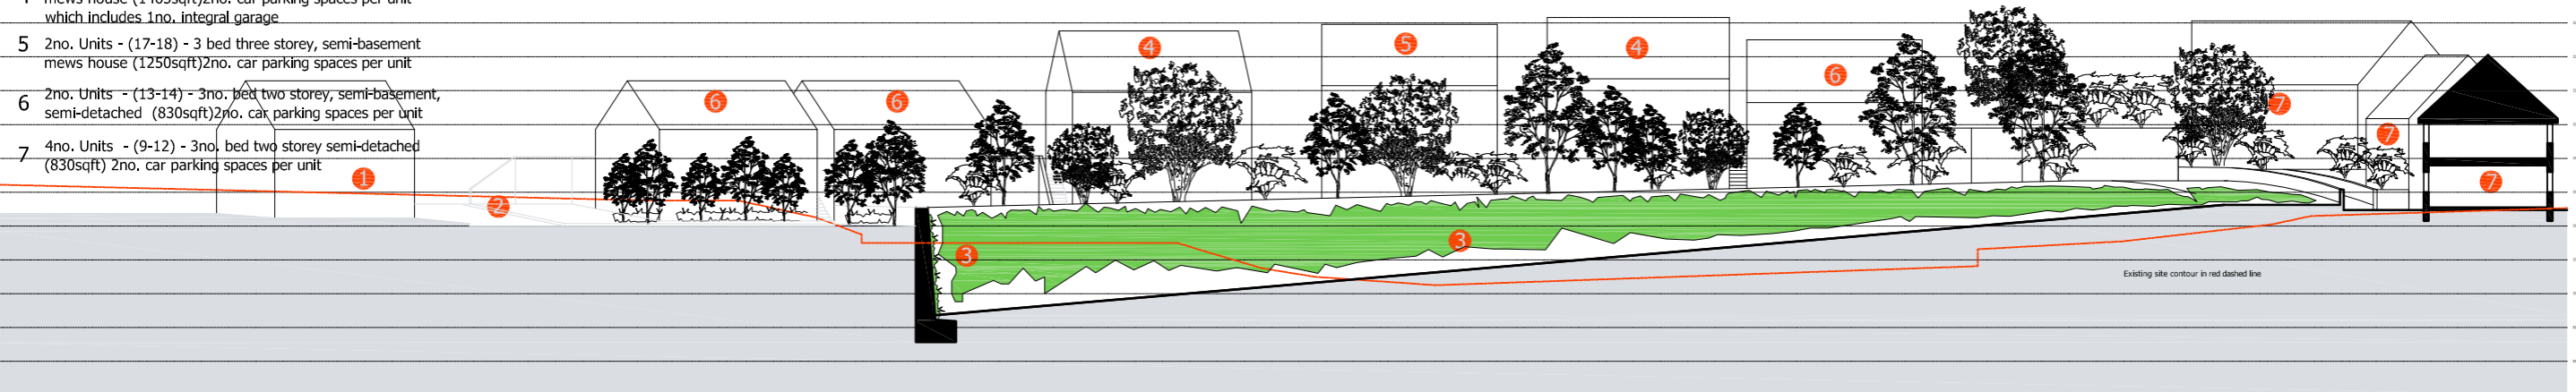 mews house (1405sqft)2no. car parking spaces per unit
which includes 1no. integral garage
5 2no. Units - (17-18) - 3 bed three storey, semi-basement
mews house (1250sqft)2no. car parking spaces per unit
6 2no. Units - (13-14) - 3no. bed two storey, semi-basement,
semi-detached (830sqft)2no. car parking spaces per unit
7 4no. Units - (9-12) - 3no. bed two storey semi-detached
(830sqft) 2no. car parking spaces per unit
4
5
4
6
6
6
7
7
7
1
2
3
3
Existing site contour in red dashed line